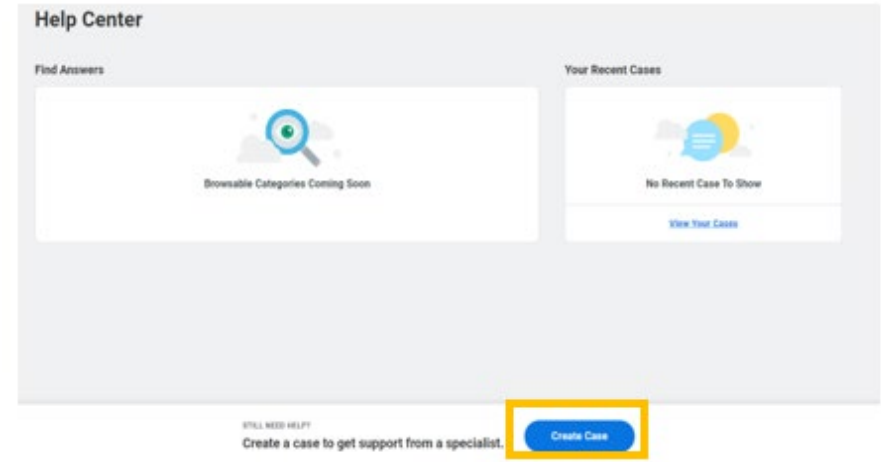 Help Center
Find Answers
Your Recent Cases
Browsable Categories Coming Soon
No Recent Case To Show
View Your Cases
STILL NEED HELP?
Create a case to get support from a specialist.
Create Case